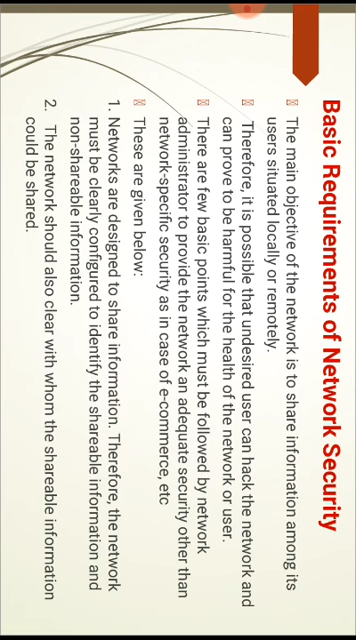 Basic Requirements of Network Security
The main objective of the network is to share information among its
users situated locally or remotely.
Therefore, it is possible that undesired user can hack the network and
can prove to be harmful for the health of the network or user.
There are few basic points which must be followed by network
administrator to provide the network an adequate security other than
network-specific security as in case of e-commerce, etc
These are given below:
1. Networks are designed to share information. Therefore, the network
must be clearly configured to identify the shareable information and
non-shareable information.
2. The network should also clear with whom the shareable information
could be shared.